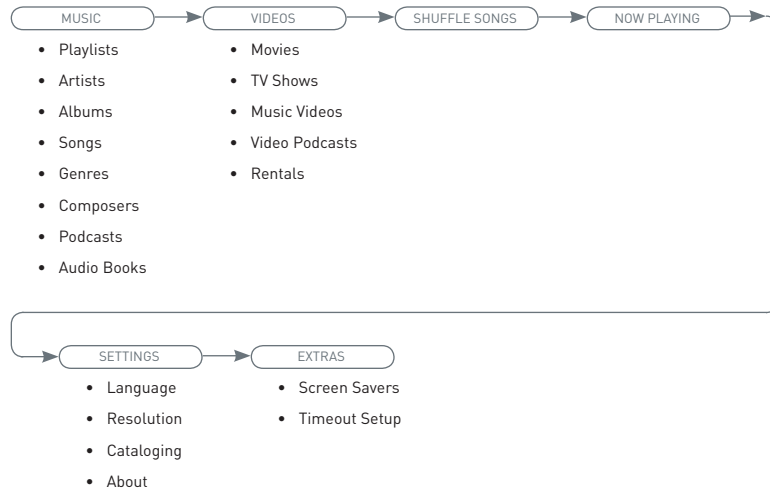 MUSIC
VIDEOS
SHUFFLE SONGS
NOW PLAYING
• Playlists
• Artists
• Albums
• Songs
• Genres
• Composers
• Podcasts
• Audio Books
• Movies
• TV Shows
• Music Videos
• Video Podcasts
• Rentals
SETTINGS
EXTRAS
• Language
• Resolution
• Cataloging
• About
• Screen Savers
• Timeout Setup